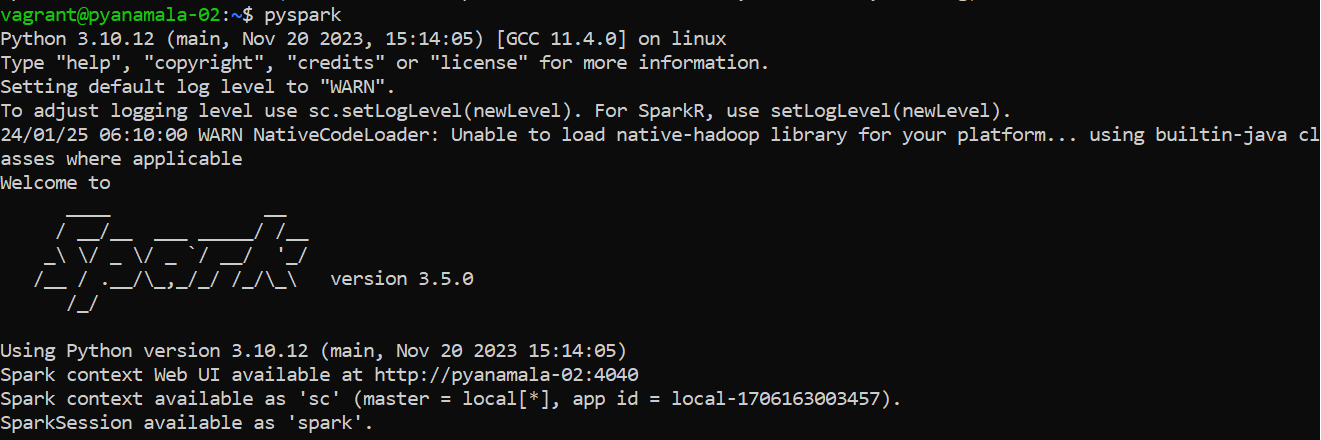 vagrant@pyanamala-02:~$ pyspark
Python 3.10.12 (main, Nov 20 2023, 15:14:05) [GCC 11.4.0] on linux
Type "help", "copyright", "credits" or "license" for more information.
Setting default log level to "WARN".
To adjust logging level use sc.setLogLevel(newLevel). For SparkR, use setLogLevel(newLevel).
24/01/25 06:10:00 WARN NativeCodeLoader: Unable to load native-hadoop library for your platform... using builtin-java cl
asses where applicable
Welcome to
      ____              __
     / __/__  ___ _____/ /__
    _\ \/ _ \/ _ `/ __/  '_/
   /__ / .__/\_,_/_/ /_/\_\   version 3.5.0
      /_/
Using Python version 3.10.12 (main, Nov 20 2023 15:14:05)
Spark context Web UI available at http://pyanamala-02:4040
Spark context available as 'sc' (master = local[*], app id = local-1706163003457).
SparkSession available as 'spark'.